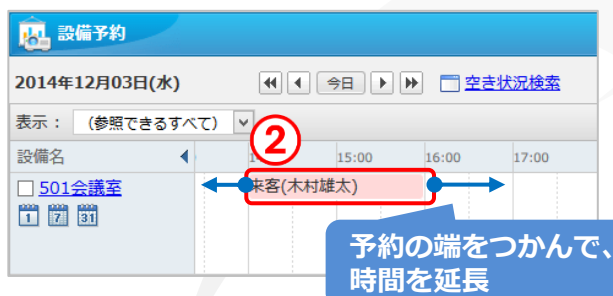 設備予約
2014年12月03日(水) 今日 空き状況検索
表示： (参照できるすべて)
② 設備名 15:00 16:00 17:00
501会議室 来客(木村雄太)
1 7 31
予約の端をつかんで、
時間を延長